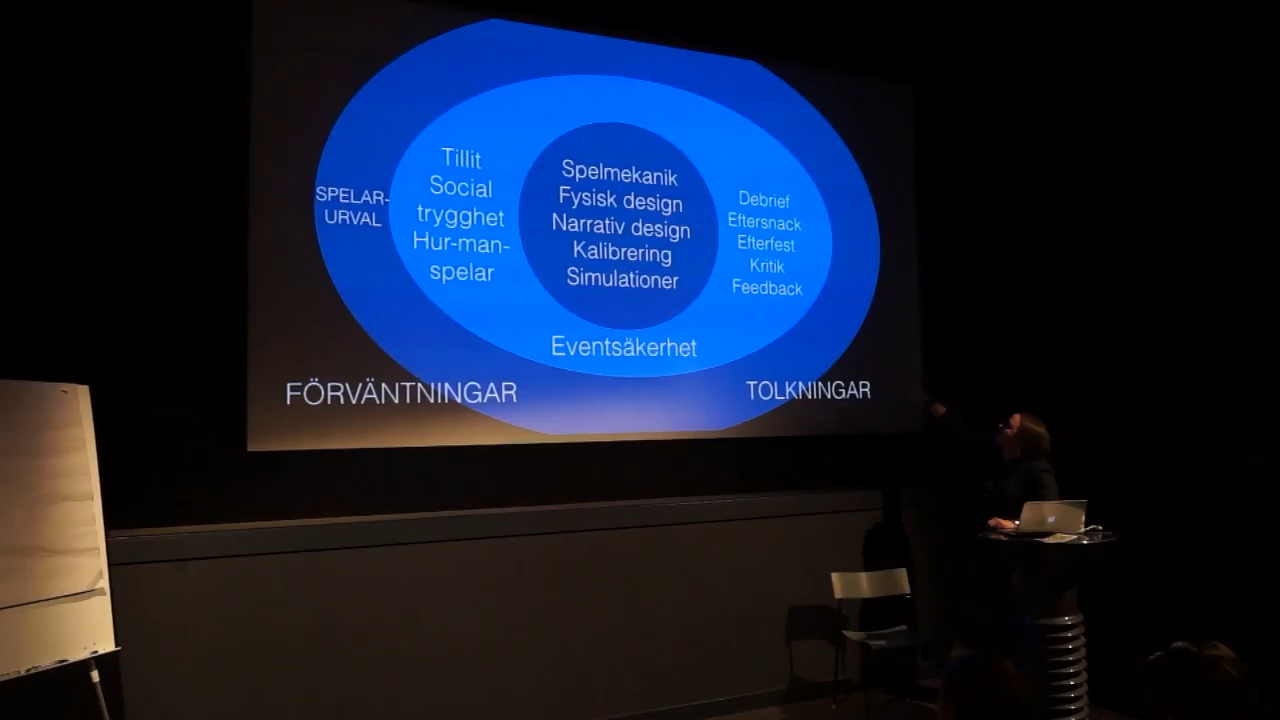 SPELAR-
URVAL
Tillit
Social
trygghet
Hur-man-
spelar
Spelmekanik
Fysisk design
Narrativ design
Kalibrering
Simulationer
Debrief
Eftersnack
Efterfest
Kritik
Feedback
Eventsäkerhet
FÖRVÄNTNINGAR
TOLKNINGAR